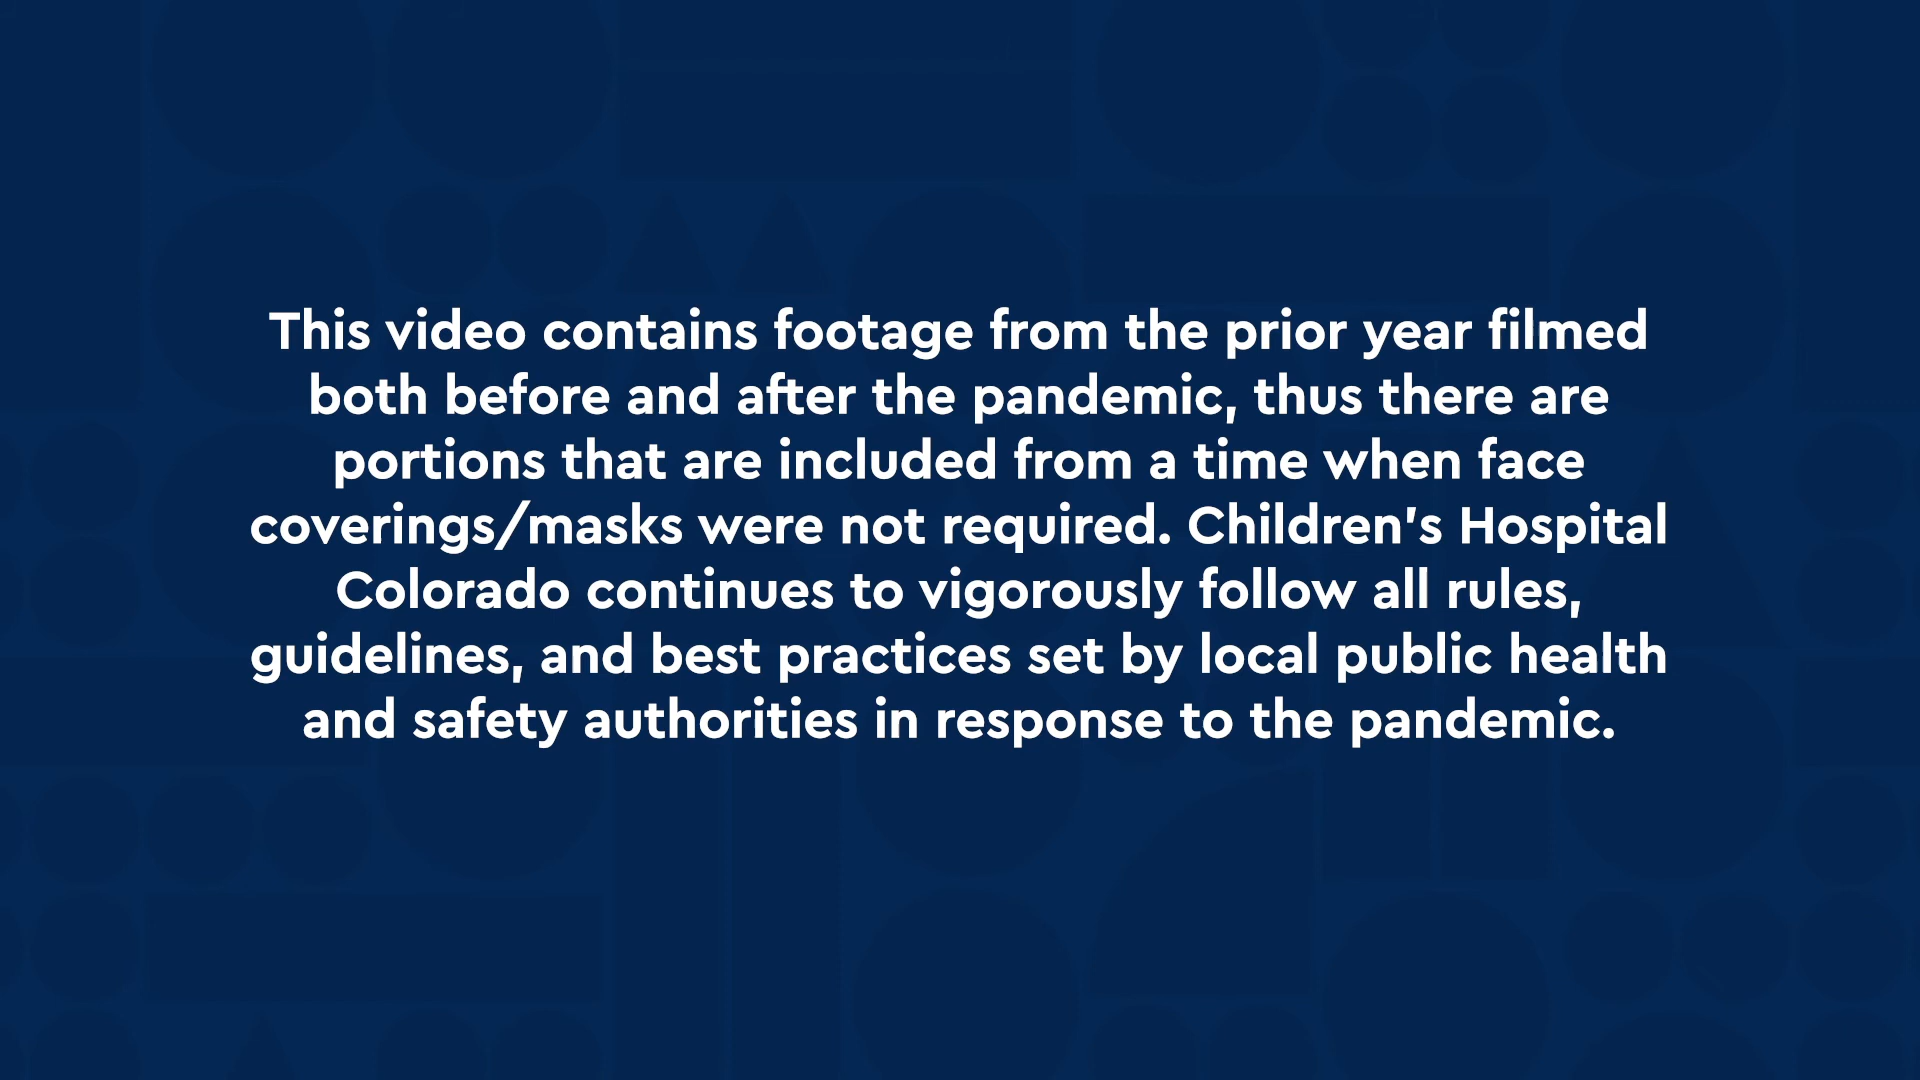 This video contains footage from the prior year filmed
both before and after the pandemic, thus there are
portions that are included from a time when face
coverings/masks were not required. Children's Hospital
Colorado continues to vigorously follow all rules,
guidelines, and best practices set by local public health
and safety authorities in response to the pandemic.